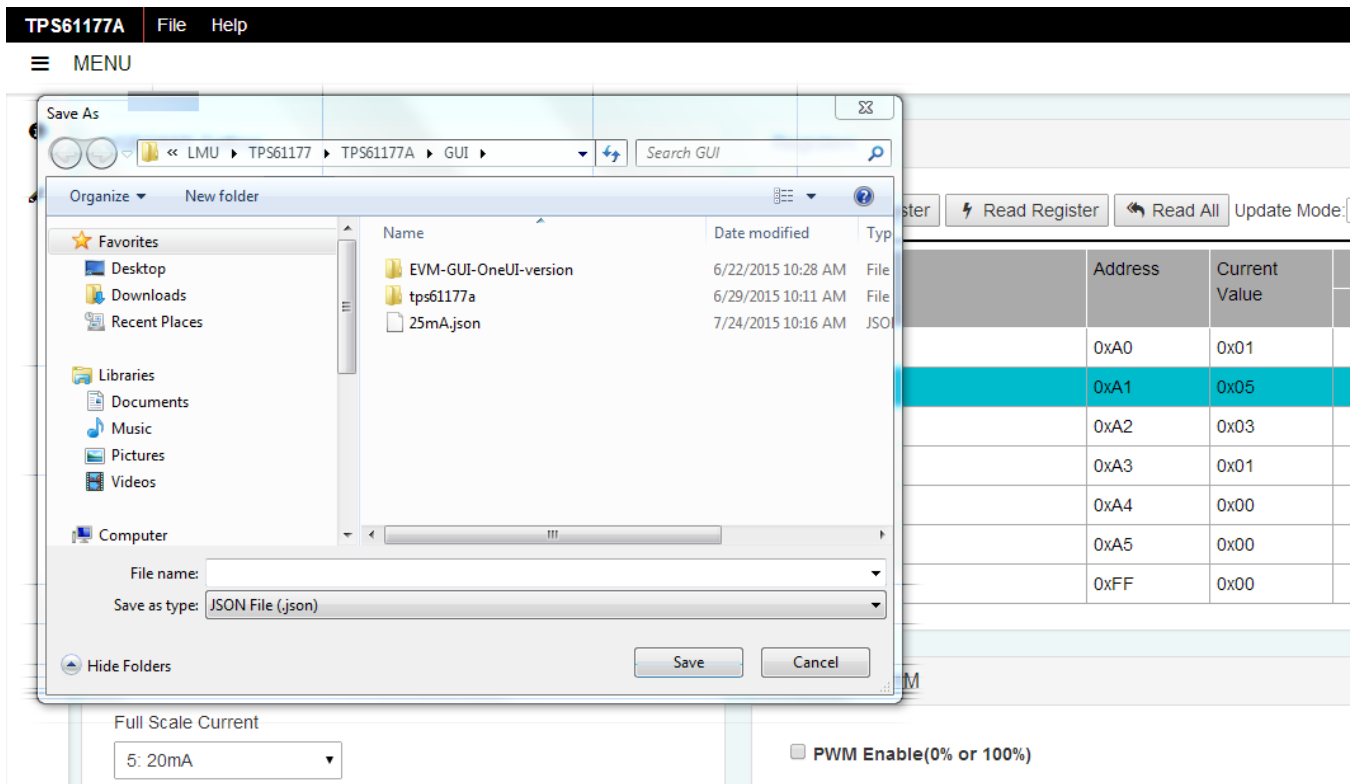 TPS61177A File Help
MENU
Save As
« LMU TPS61177 TPS61177A GUI
Search GUI
Organize New folder
Favorites
Desktop
Downloads
Recent Places
Libraries
Documents
Music
Pictures
Videos
Computer
Name Date modified Typ
EVM-GUI-OneUI-version 6/22/2015 10:28 AM File
tps61177a 6/29/2015 10:11 AM File
25mA.json 7/24/2015 10:16 AM JSO
File name:
Save as type: JSON File (.json)
Hide Folders
Save Cancel
ster Read Register Read All Update Mode:
Address Current Value
0xA0 0x01
0xA1 0x05
0xA2 0x03
0xA3 0x01
0xA4 0x00
0xA5 0x00
0xFF 0x00
M
Full Scale Current
5: 20mA
PWM Enable(0% or 100%)